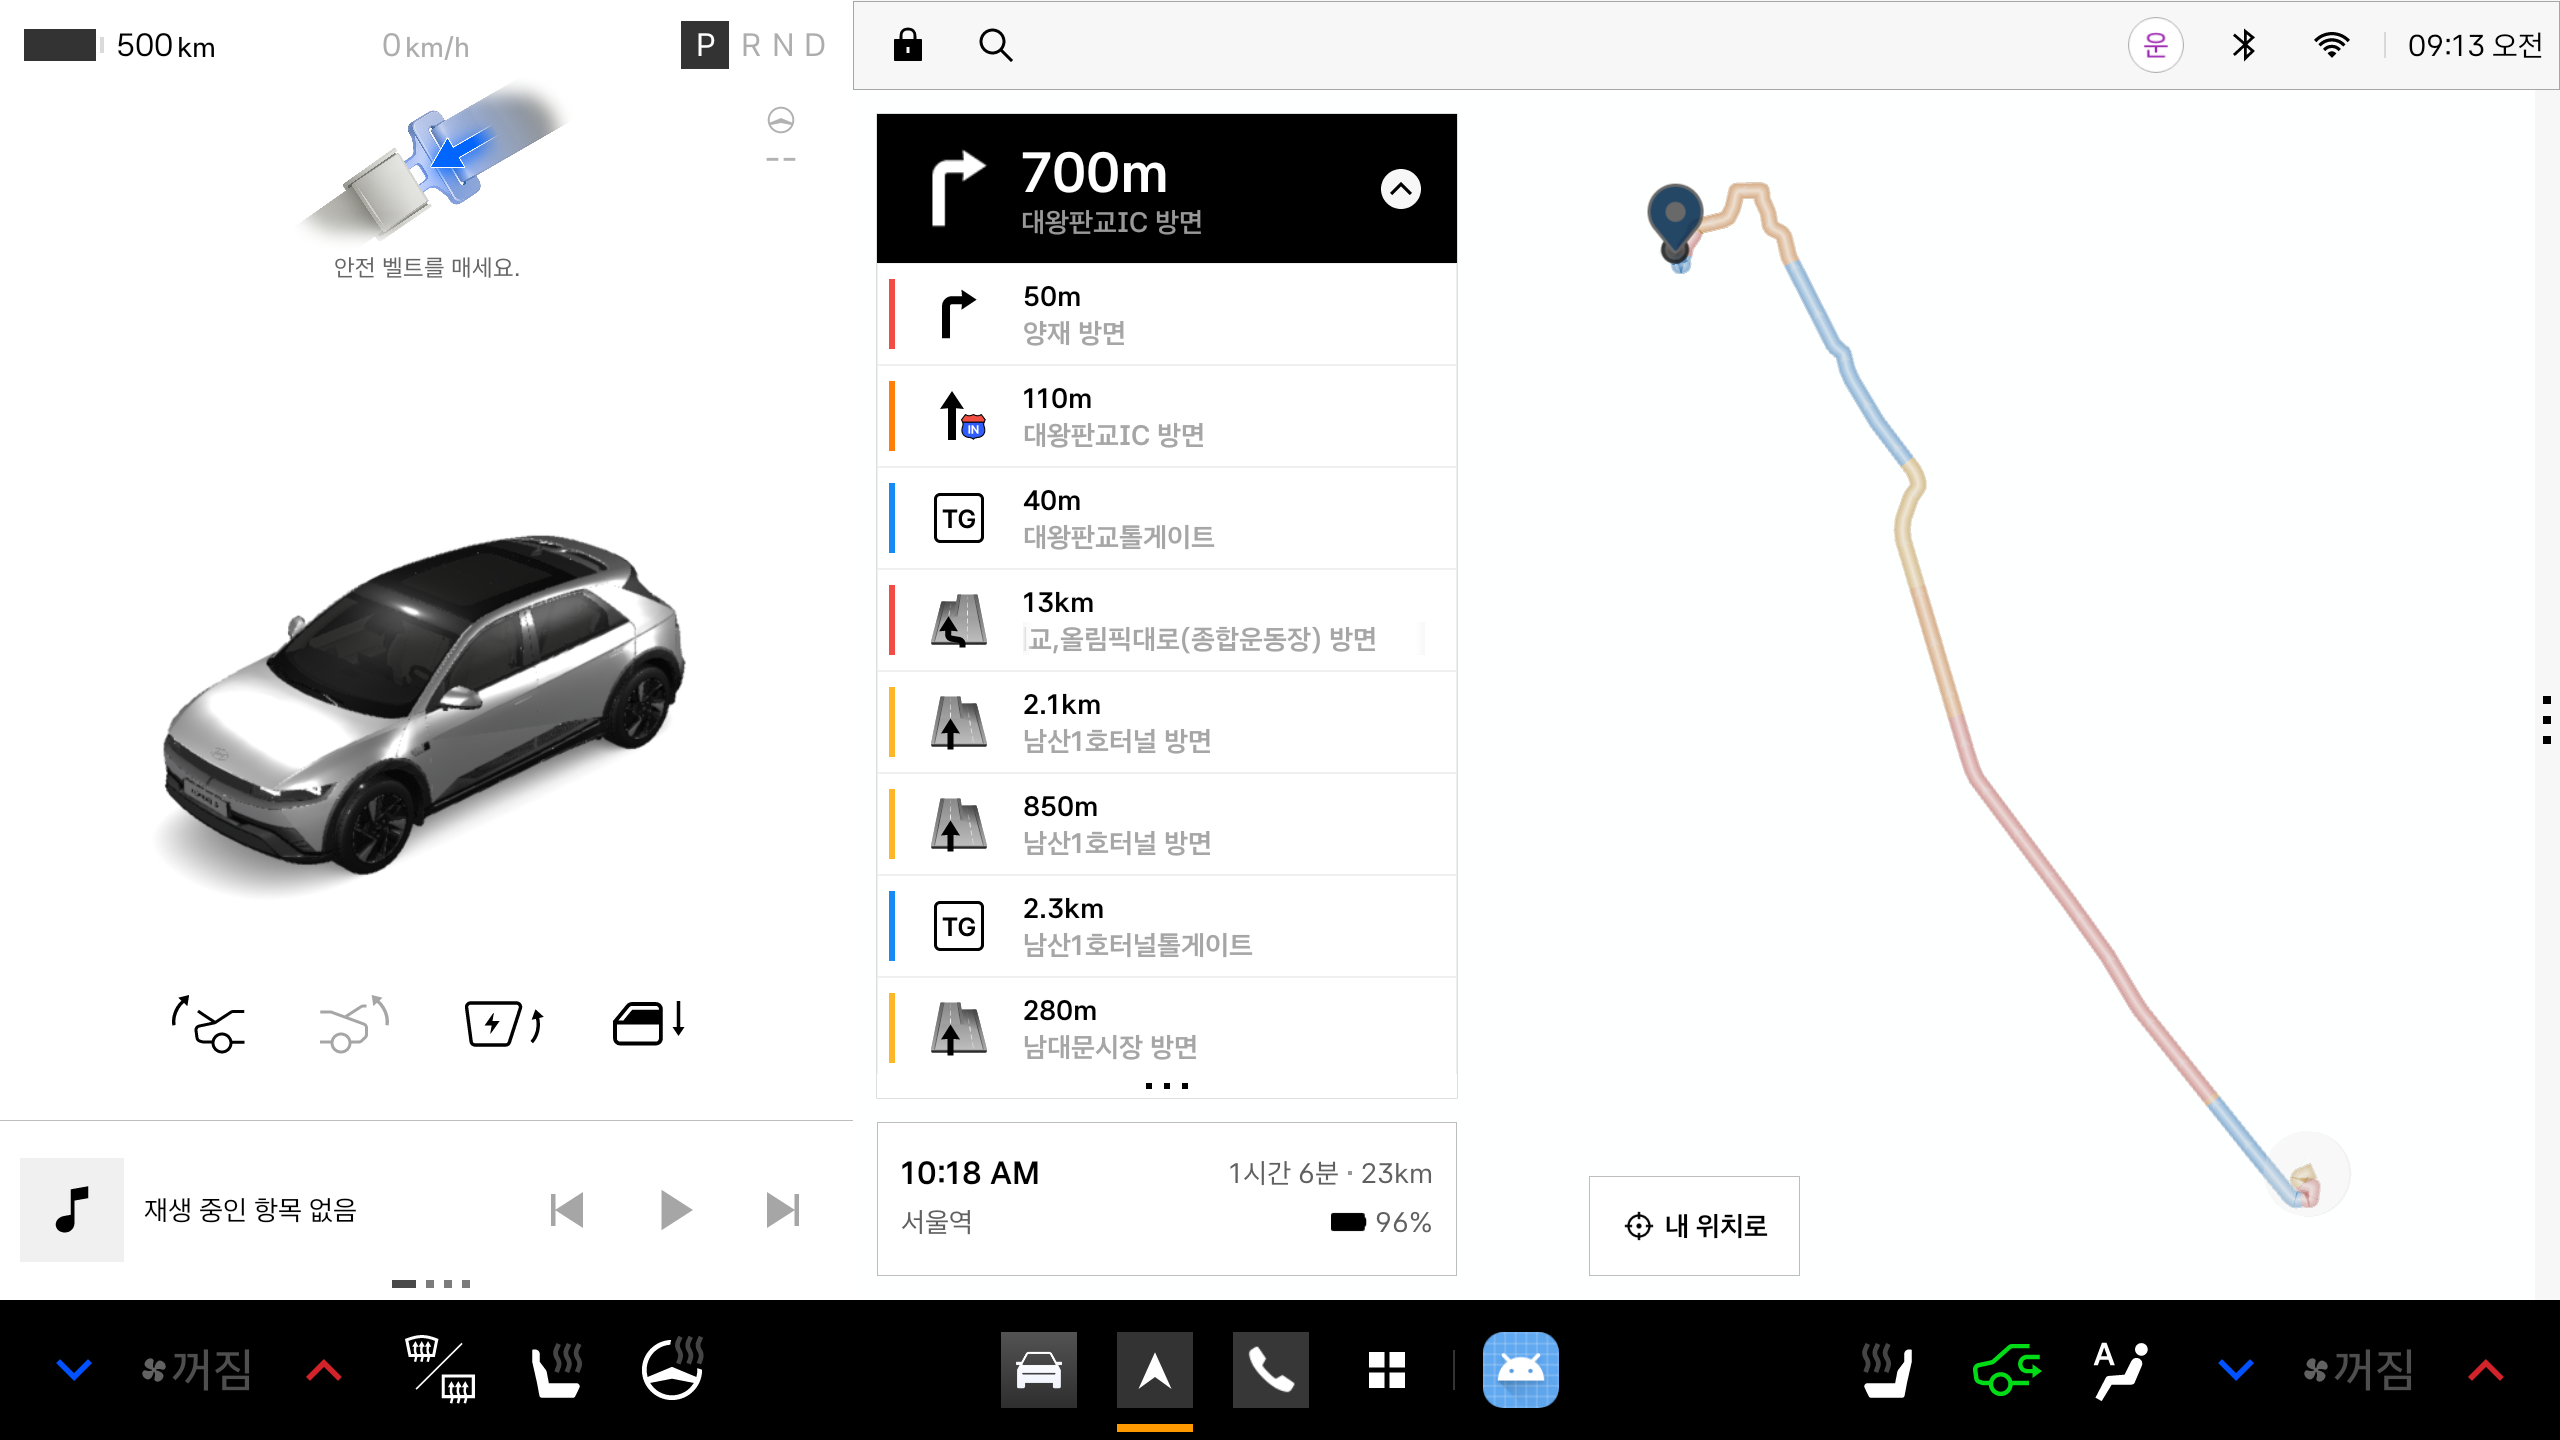 500 km
0 km/h
P R N D
운
09:13 오전
--
안전 벨트를 매세요.
700m
대왕판교IC 방면
50m
양재 방면
110m
IN
대왕판교IC 방면
TG
40m
대왕판교톨게이트
13km
교,올림픽대로(종합운동장) 방면
2.1km
남산1호터널 방면
850m
남산1호터널 방면
TG
2.3km
남산1호터널톨게이트
280m
남대문시장 방면
재생 중인 항목 없음
10:18 AM
1시간 6분 · 23km
서울역
96%
내 위치로
꺼짐
A
꺼짐